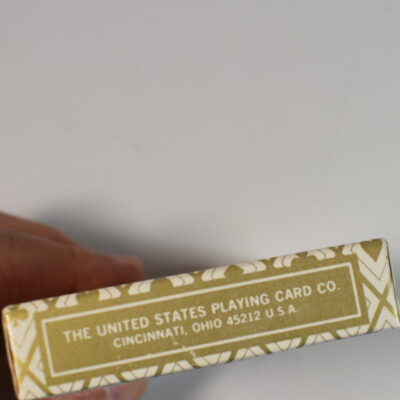 THE UNITED STATES PLAYING CARD CO.
CINCINNATI, OHIO 45212 U.S.A.